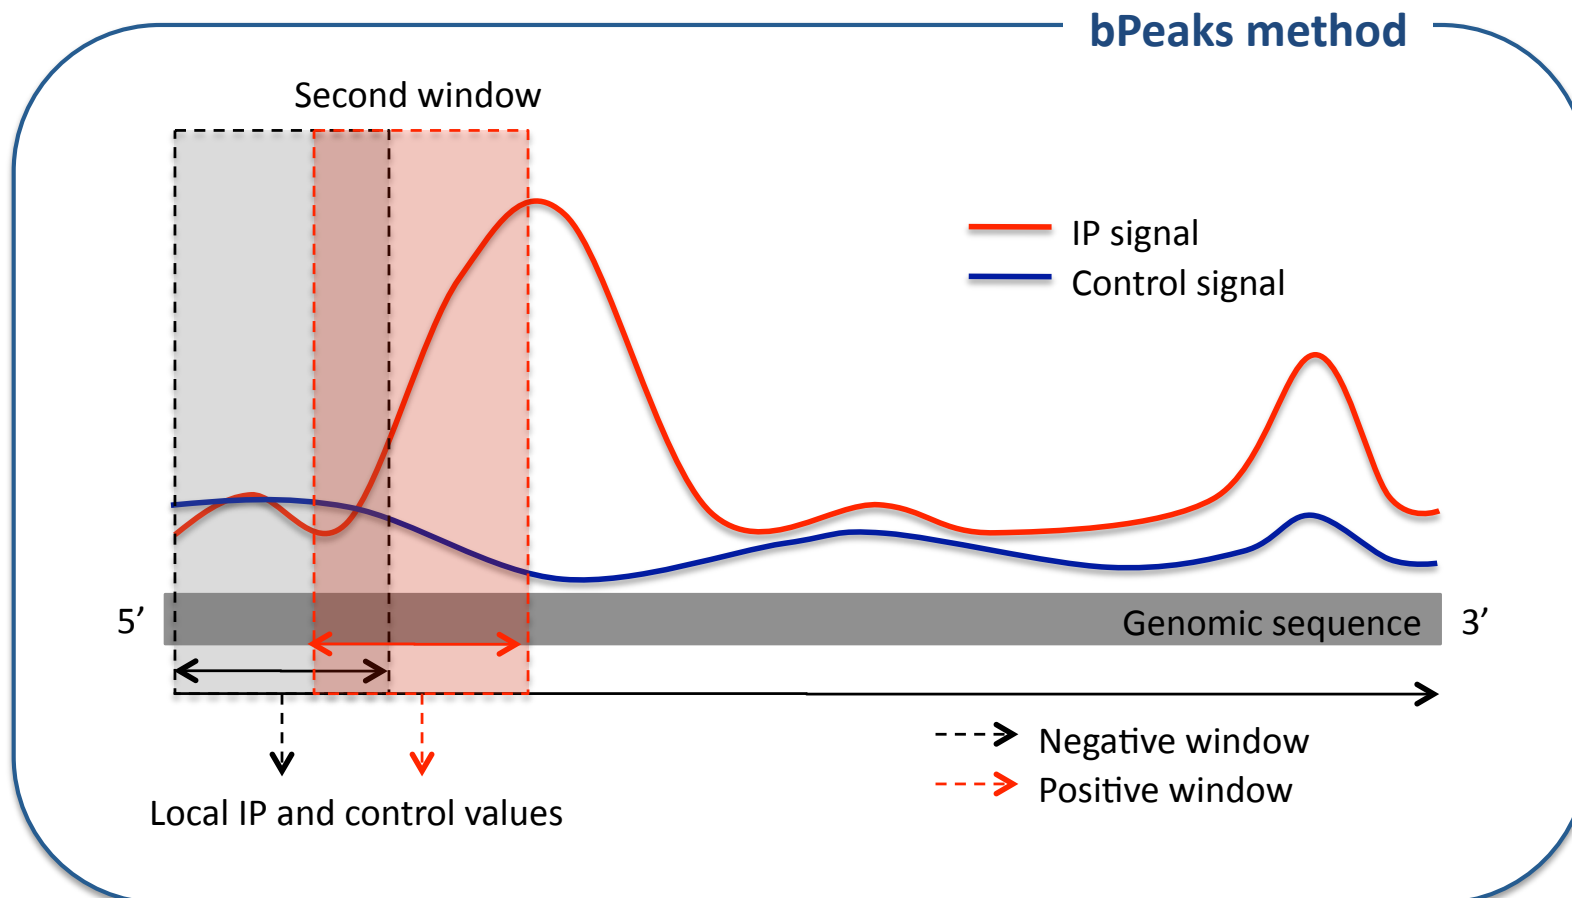 bPeaks method
Second window
IP signal
Control signal
5’
Genomic sequence
3’
Negative window
Positive window
Local IP and control values